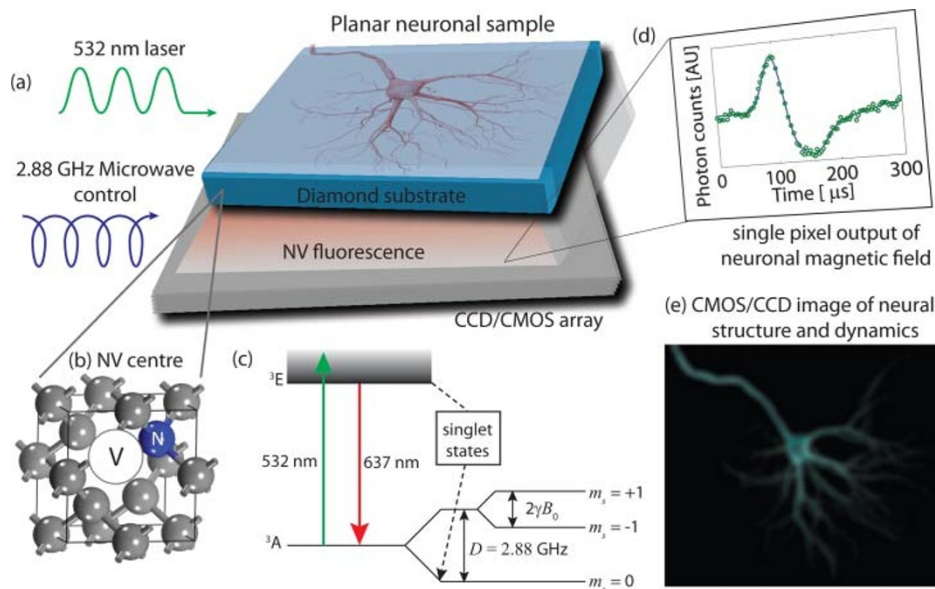 Planar neuronal sample
532 nm laser
(a)
2.88 GHz Microwave
control
Diamond substrate
NV fluorescence
CCD/CMOS array
(d)
Photon counts [AU]
0 100 200 300
Time [ μs]
single pixel output of
neuronal magnetic field
(e) CMOS/CCD image of neural
structure and dynamics
(b) NV centre
N
V
(c)
³E
singlet
states
532 nm
637 nm
mₛ = +1
2γB₀
mₛ = -1
³A
D = 2.88 GHz
mₛ = 0